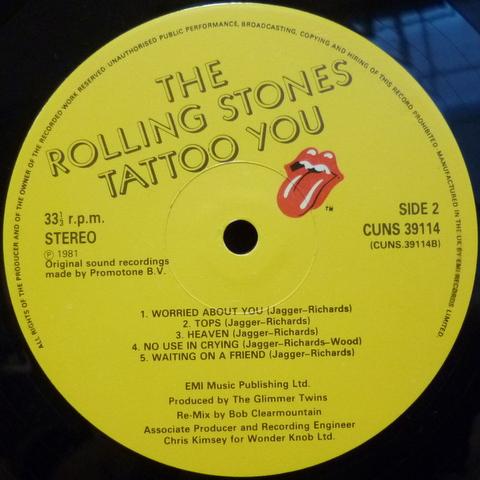 ALL RIGHTS OF THE PRODUCER AND OF THE OWNER OF THE RECORDED WORK RESERVED. UNAUTHORISED PUBLIC PERFORMANCE, BROADCASTING, COPYING AND HIRING OF THIS RECORD PROHIBITED. MANUFACTURED IN THE UK BY EMI RECORDS LIMITED.
THE
ROLLING STONES
TATTOO YOU
TM
33⅓ r.p.m.
STEREO
℗ 1981
Original sound recordings
made by Promotone B.V.
SIDE 2
CUNS 39114
(CUNS.39114B)
1. WORRIED ABOUT YOU (Jagger–Richards)
2. TOPS (Jagger–Richards)
3. HEAVEN (Jagger–Richards)
4. NO USE IN CRYING (Jagger–Richards–Wood)
5. WAITING ON A FRIEND (Jagger–Richards)
EMI Music Publishing Ltd.
Produced by The Glimmer Twins
Re-Mix by Bob Clearmountain
Associate Producer and Recording Engineer
Chris Kimsey for Wonder Knob Ltd.